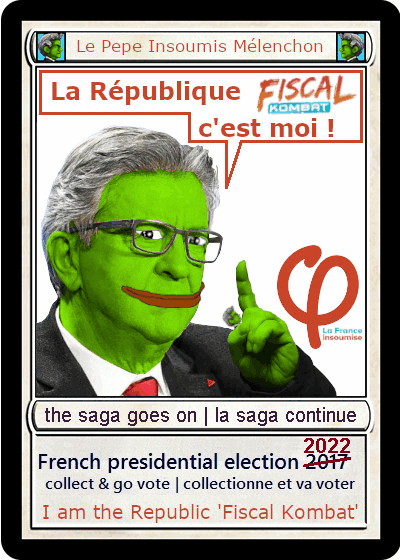 Le Pepe Insoumis Mélenchon
La République FISCAL
KOMBAT
c'est moi !
φ
La France
insoumise
the saga goes on | la saga continue
2022
French presidential election 2017
collect & go vote | collectionne et va voter
I am the Republic 'Fiscal Kombat'